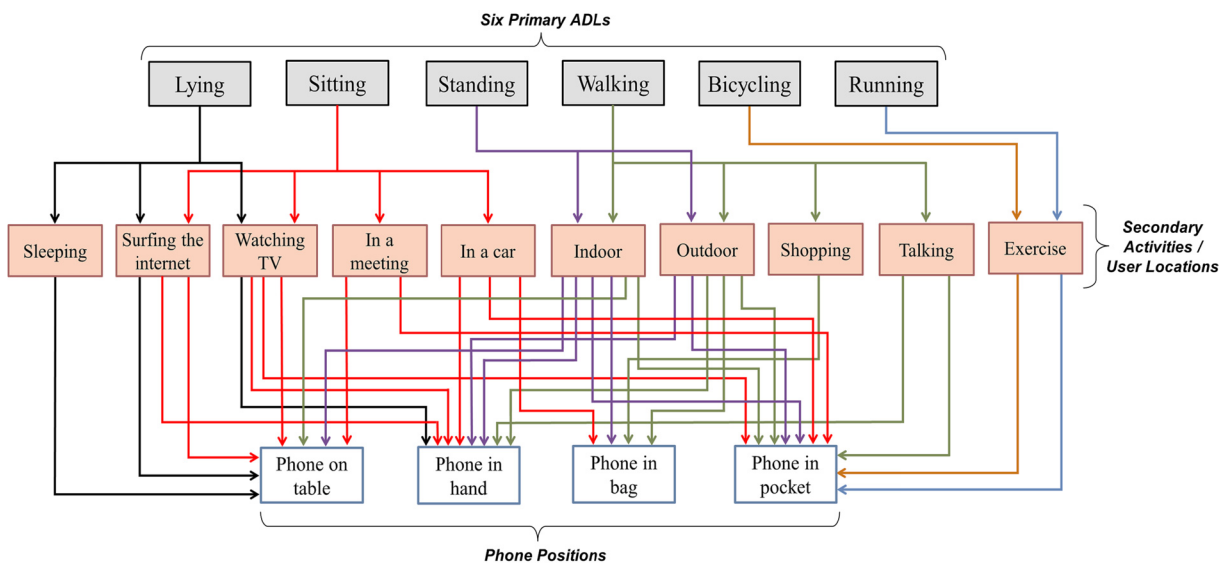 Six Primary ADLs
Lying
Sitting
Standing
Walking
Bicycling
Running
Sleeping
Surfing the
internet
Watching
TV
In a
meeting
In a car
Indoor
Outdoor
Shopping
Talking
Exercise
Secondary
Activities /
User Locations
Phone on
table
Phone in
hand
Phone in
bag
Phone in
pocket
Phone Positions